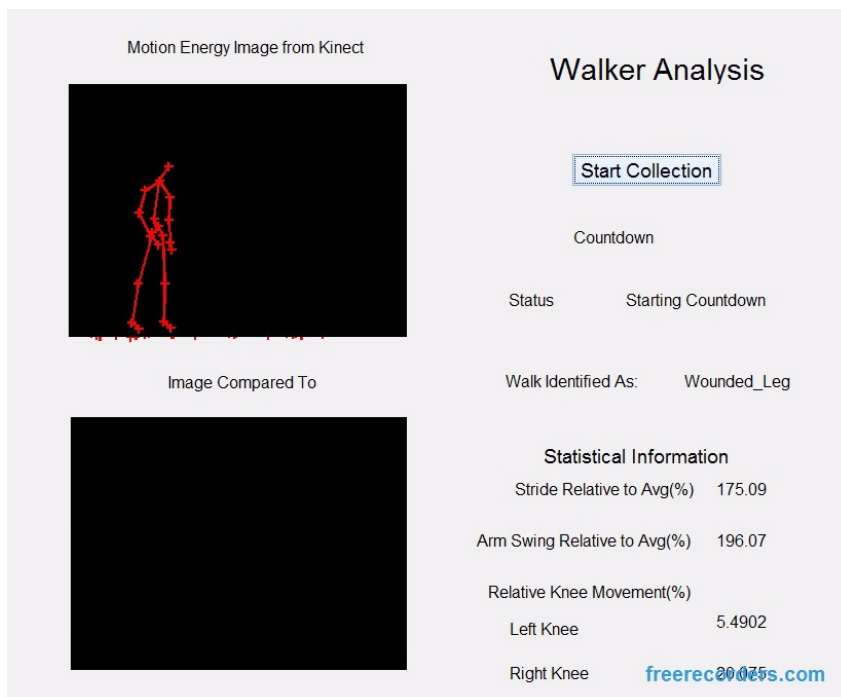 Motion Energy Image from Kinect
Walker Analysis
Start Collection
Countdown
Status Starting Countdown
Image Compared To
Walk Identified As: Wounded_Leg
Statistical Information
Stride Relative to Avg(%) 175.09
Arm Swing Relative to Avg(%) 196.07
Relative Knee Movement(%)
Left Knee 5.4902
Right Knee
freerecorders.com